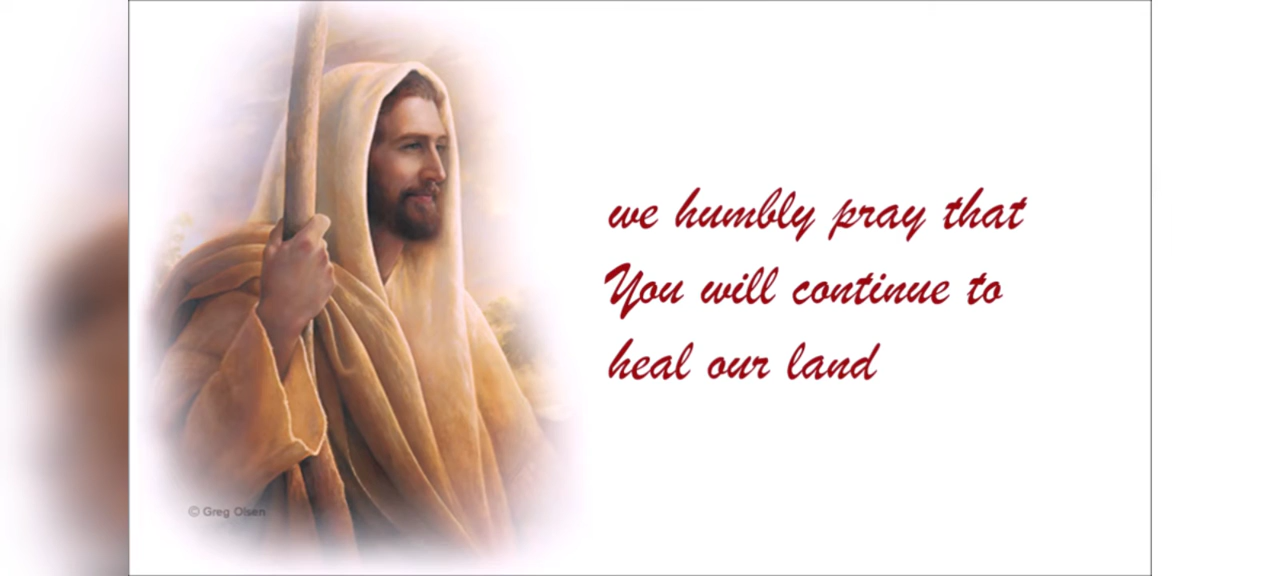 we humbly pray that
You will continue to
heal our land
© Greg Olsen